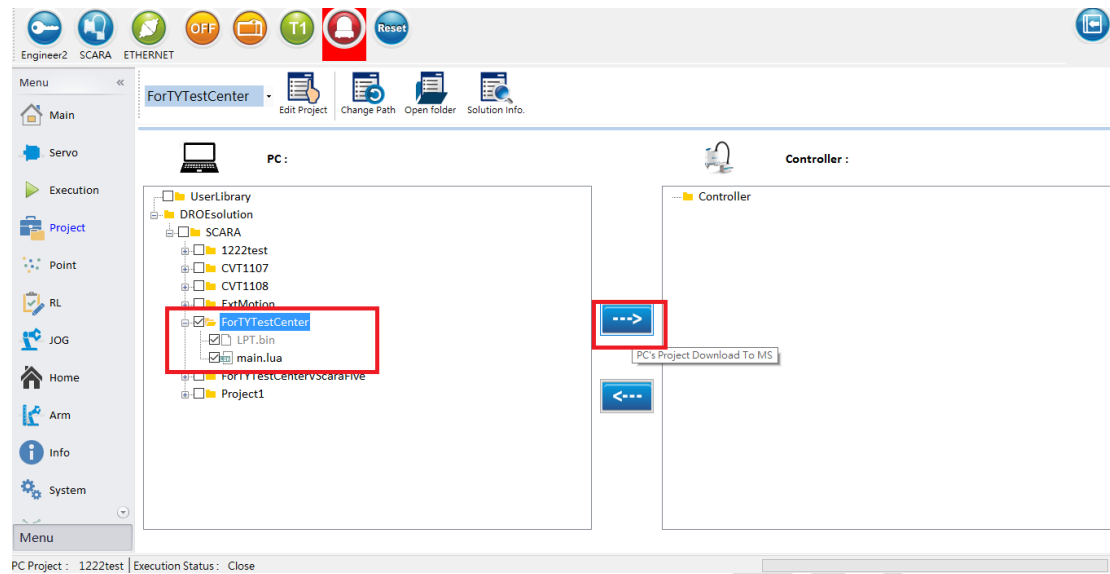 OFF
T1
Reset
Engineer2 SCARA ETHERNET
Menu «
ForTYTestCenter
Edit Project Change Path Open folder Solution Info.
Main
Servo
Execution
Project
Point
RL
JOG
Home
Arm
Info
System
Menu
PC :
UserLibrary
DROEsolution
SCARA
1222test
CVT1107
CVT1108
ExtMotion
ForTYTestCenter
LPT.bin
main.lua
ForTYTestCenterVScaraFive
Project1
--->
PC's Project Download To MS
<---
Controller :
Controller
PC Project : 1222test Execution Status : Close